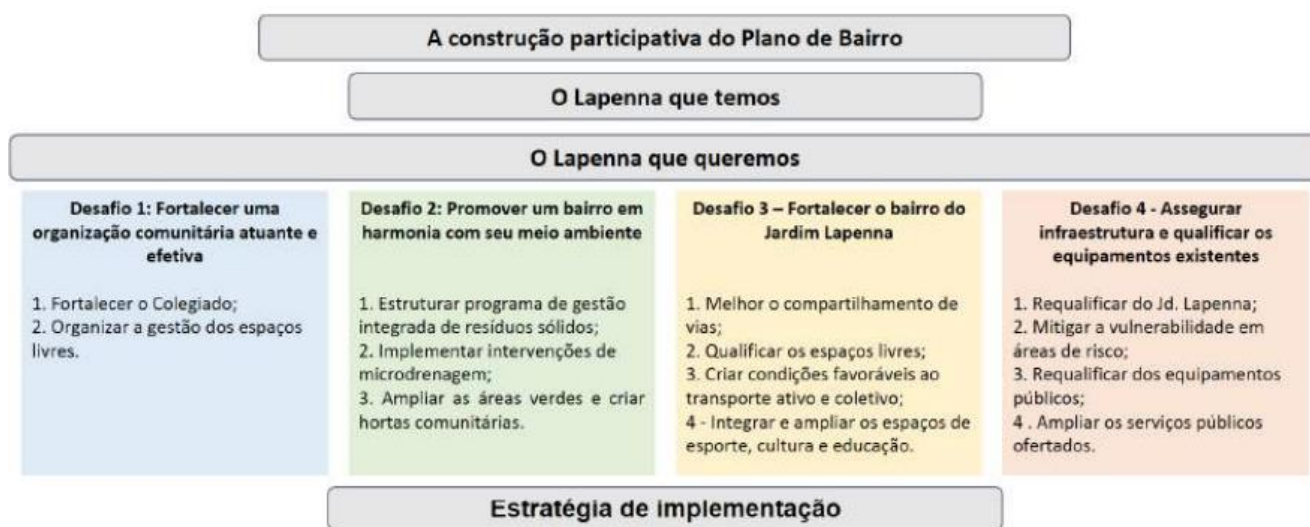 A construção participativa do Plano de Bairro
O Lapenna que temos
O Lapenna que queremos
Desafio 1: Fortalecer uma
organização comunitária atuante e
efetiva
1. Fortalecer o Colegiado;
2. Organizar a gestão dos espaços
livres.
Desafio 2: Promover um bairro em
harmonia com seu meio ambiente
1. Estruturar programa de gestão
integrada de resíduos sólidos;
2. Implementar intervenções de
microdrenagem;
3. Ampliar as áreas verdes e criar
hortas comunitárias.
Desafio 3 – Fortalecer o bairro do
Jardim Lapenna
1. Melhor o compartilhamento de
vias;
2. Qualificar os espaços livres;
3. Criar condições favoráveis ao
transporte ativo e coletivo;
4 - Integrar e ampliar os espaços de
esporte, cultura e educação.
Desafio 4 - Assegurar
infraestrutura e qualificar os
equipamentos existentes
1. Requalificar do Jd. Lapenna;
2. Mitigar a vulnerabilidade em
áreas de risco;
3. Requalificar dos equipamentos
públicos;
4 . Ampliar os serviços públicos
ofertados.
Estratégia de implementação